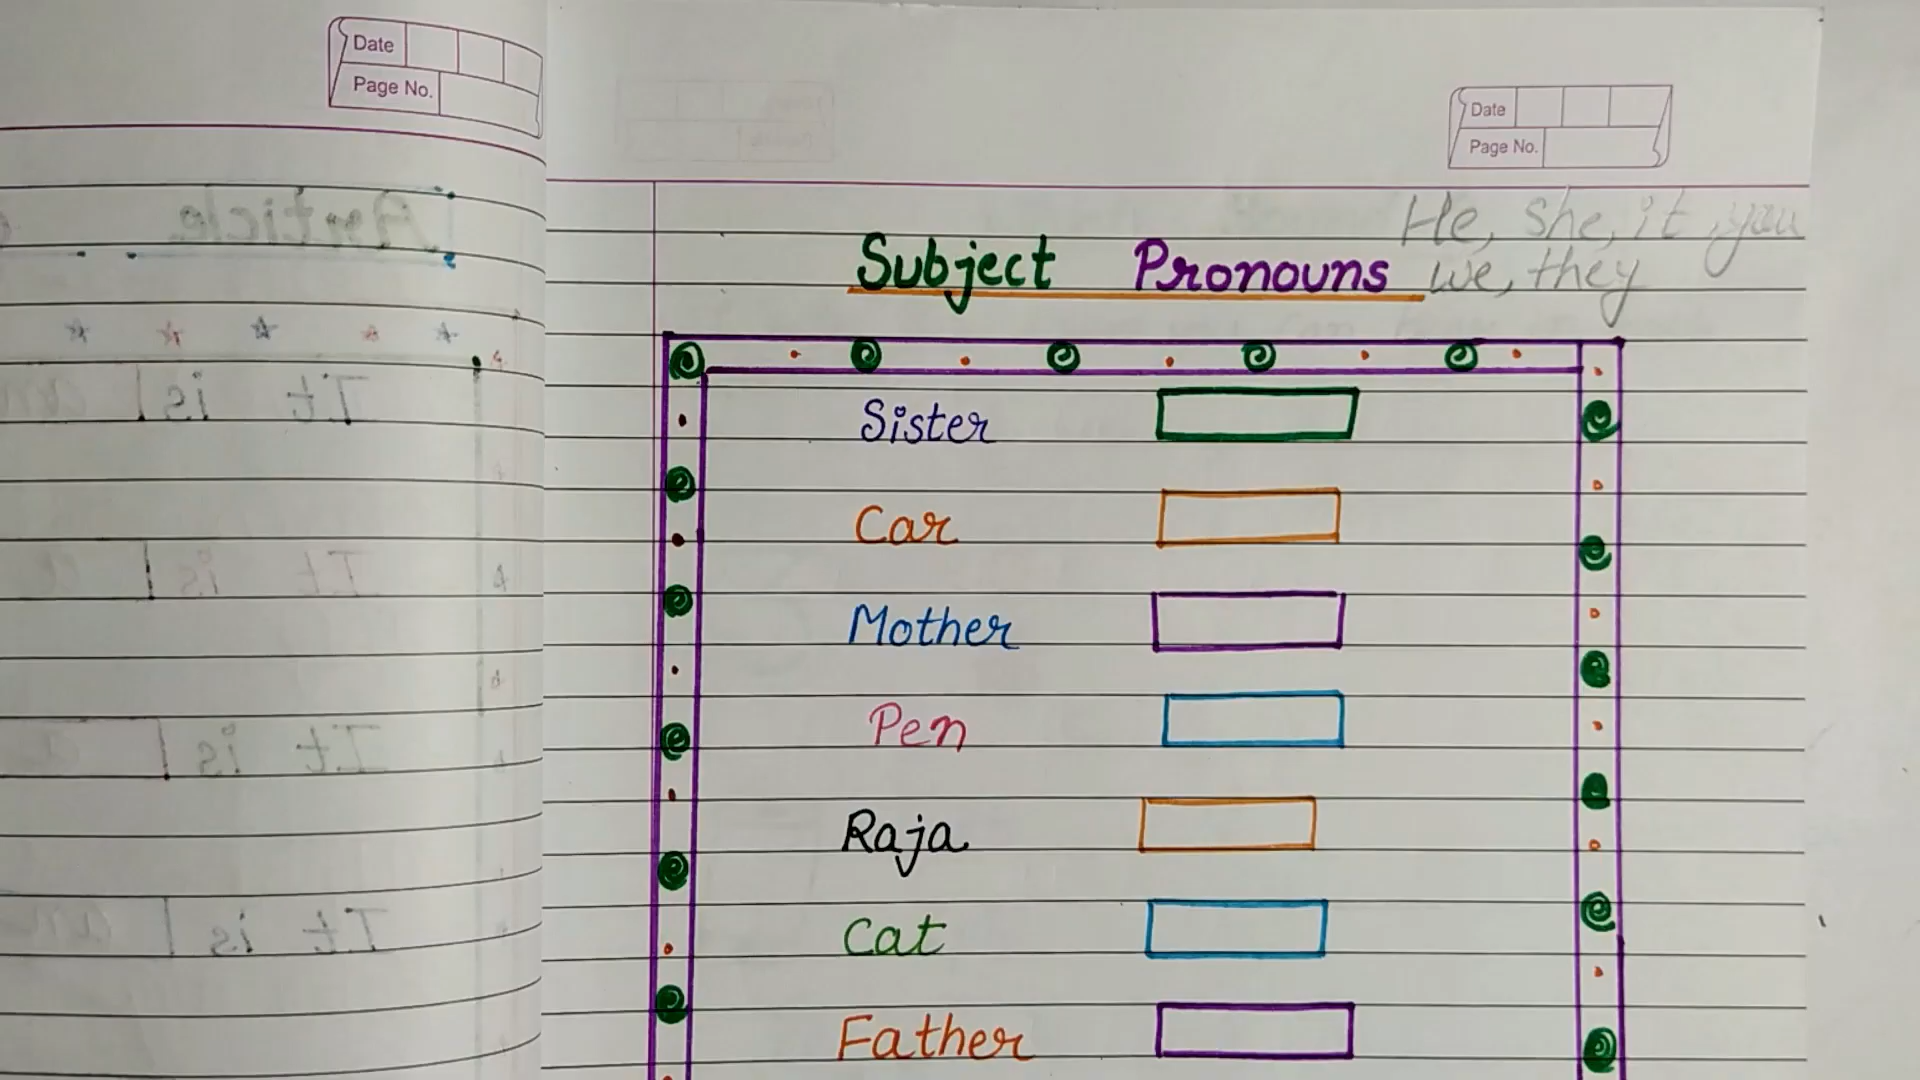 Date
Page No.
Date
Page No.
He, She, it, you
Subject Pronouns we, they
Sister
Car
Mother
Pen
Raja
Cat
Father
Article
It is
It is
It is
It is